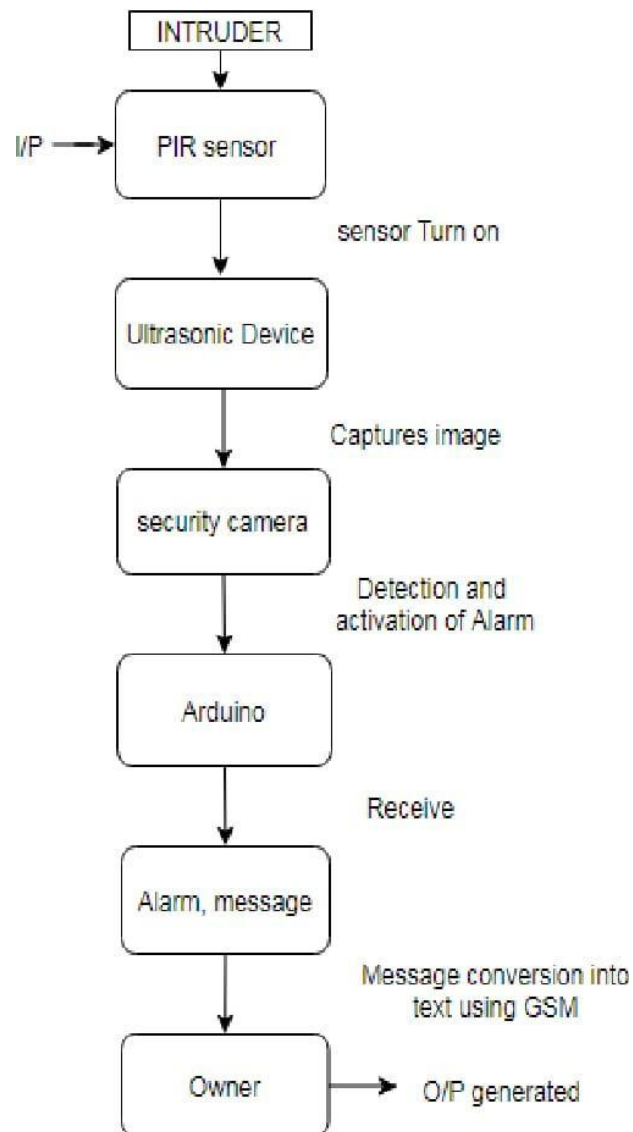 INTRUDER
I/P
PIR sensor
sensor Turn on
Ultrasonic Device
Captures image
security camera
Detection and
activation of Alarm
Arduino
Receive
Alarm, message
Message conversion into
text using GSM
Owner
O/P generated